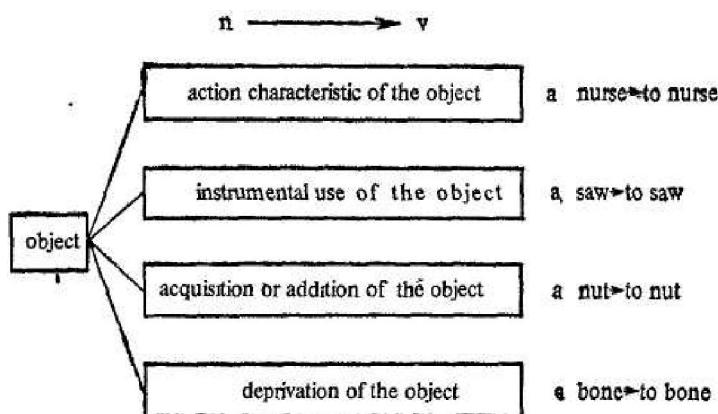 n → v
action characteristic of the object a nurse→to nurse
instrumental use of the object a saw→to saw
object
acquisition or addition of the object a nut→to nut
deprivation of the object a bone→to bone